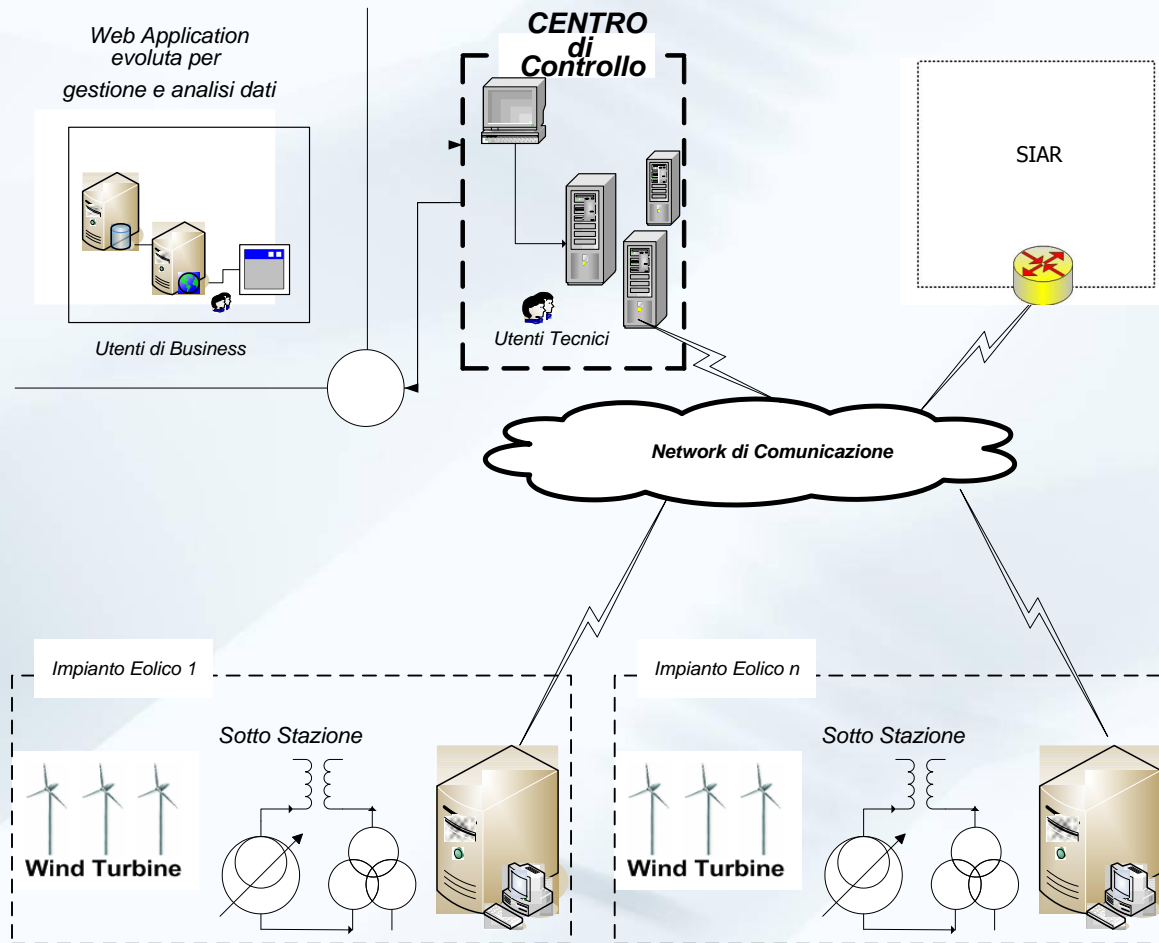 Web Application
evoluta per
gestione e analisi dati
Utenti di Business
CENTRO
di
Controllo
Utenti Tecnici
SIAR
Network di Comunicazione
Impianto Eolico 1
Sotto Stazione
Wind Turbine
Impianto Eolico n
Sotto Stazione
Wind Turbine